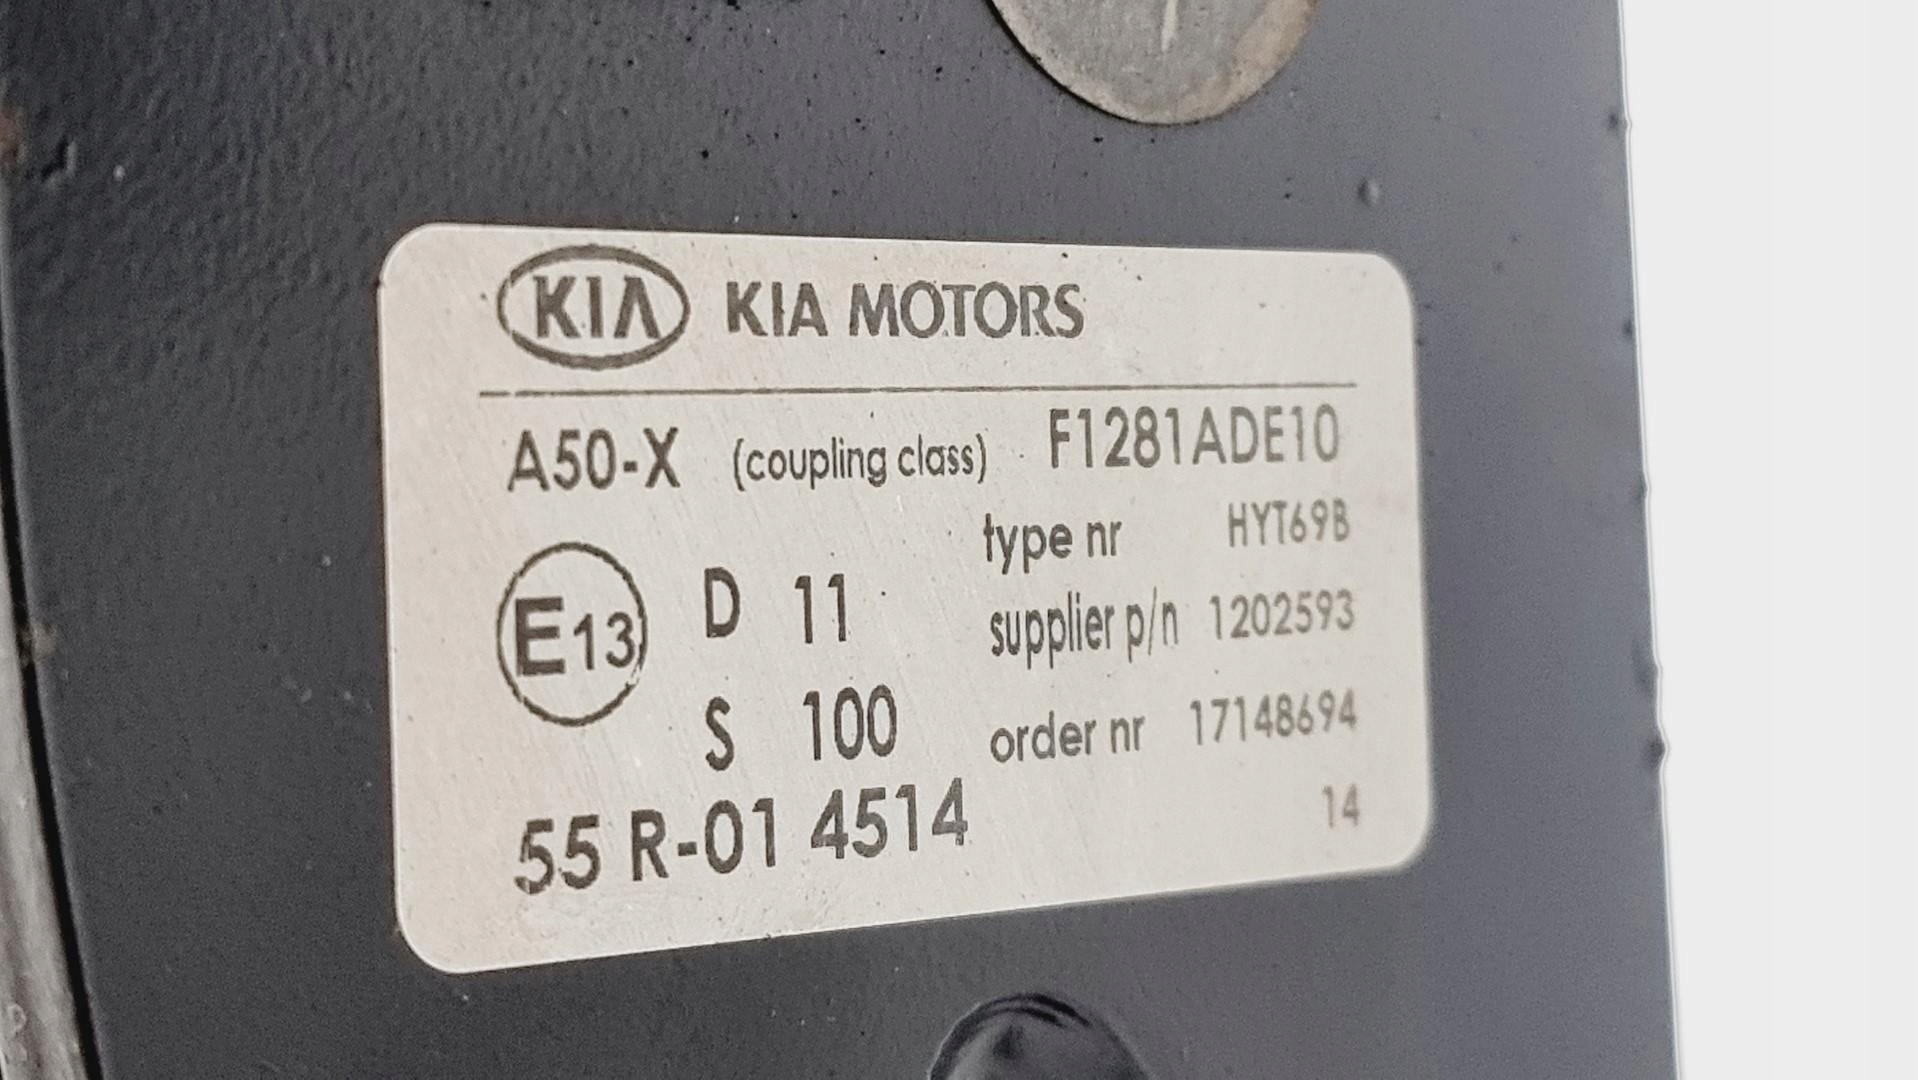 KIA KIA MOTORS
A50-X (coupling class) F1281ADE10
type nr HYT69B
E13 D 11
supplier p/n 1202593
S 100
order nr 17148694
55 R-01 4514
14